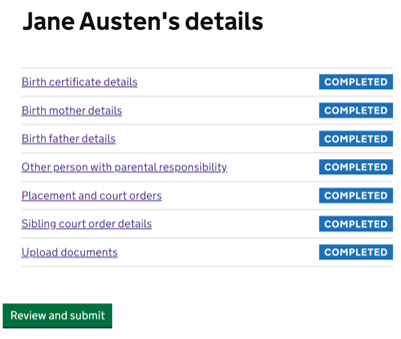 Jane Austen's details
Birth certificate details COMPLETED
Birth mother details COMPLETED
Birth father details COMPLETED
Other person with parental responsibility COMPLETED
Placement and court orders COMPLETED
Sibling court order details COMPLETED
Upload documents COMPLETED
Review and submit